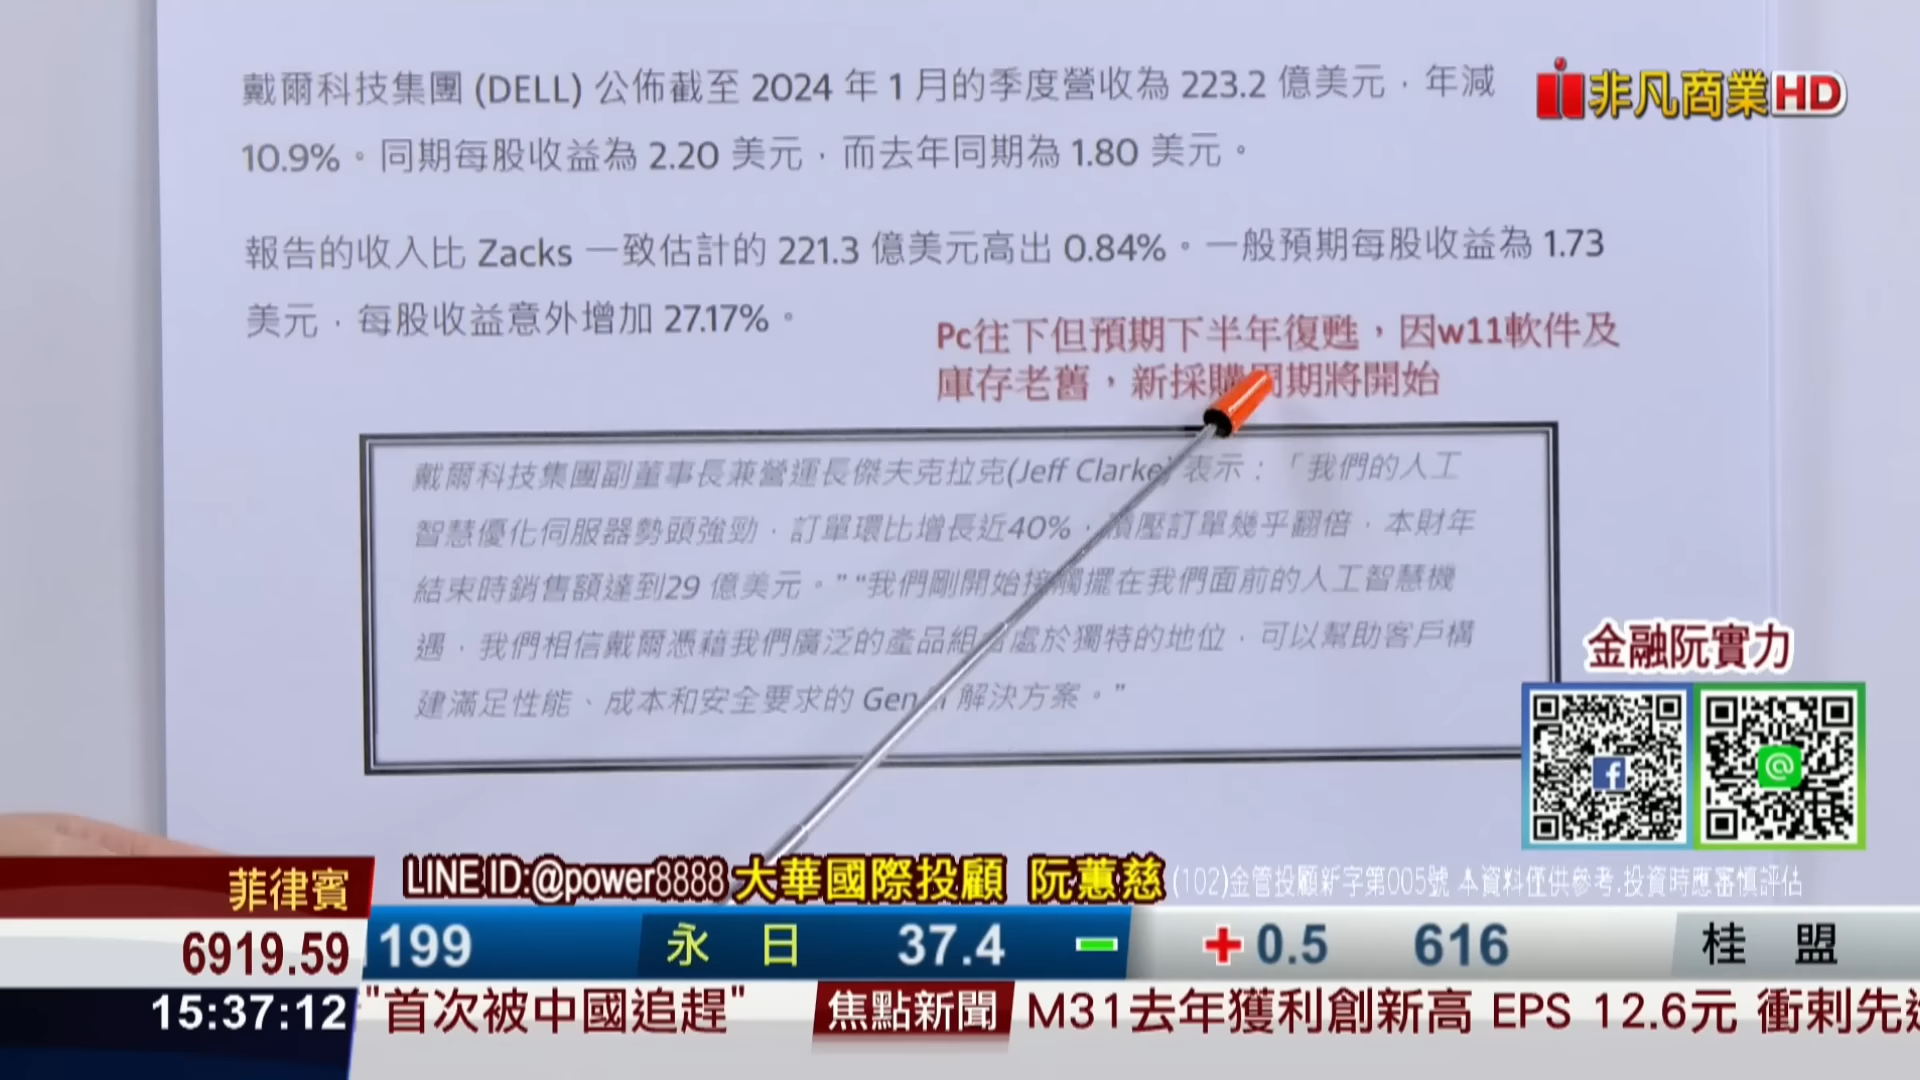 戴爾科技集團 (DELL) 公佈截至 2024 年 1 月的季度營收為 223.2 億美元，年減
10.9%。同期每股收益為 2.20 美元，而去年同期為 1.80 美元。
報告的收入比 Zacks 一致估計的 221.3 億美元高出 0.84%。一般預期每股收益為 1.73
美元，每股收益意外增加 27.17%。
Pc往下但預期下半年復甦，因w11軟件及
庫存老舊，新採購期將開始
戴爾科技集團副董事長兼營運長傑夫克拉克(Jeff Clarke) 表示：「我們的人工
智慧優化伺服器勢頭強勁，訂單環比增長近40%，壓訂單幾乎翻倍，本財年
結束時銷售額達到29 億美元。” “我們剛開始接觸擺在我們面前的人工智慧機
遇，我們相信戴爾憑藉我們廣泛的產品組處於獨特的地位，可以幫助客戶構
建滿足性能、成本和安全要求的 Gen 解決方案。”
非凡商業HD
金融阮實力
LINE ID:@power8888 大華國際投顧 阮蕙慈 (102)金管投顧新字第005號 本資料僅供參考.投資時應審慎評估
菲律賓
6919.59
199 永日 37.4 － +0.5 616 桂盟
15:37:12
"首次被中國追趕" 焦點新聞 M31去年獲利創新高 EPS 12.6元 衝刺先